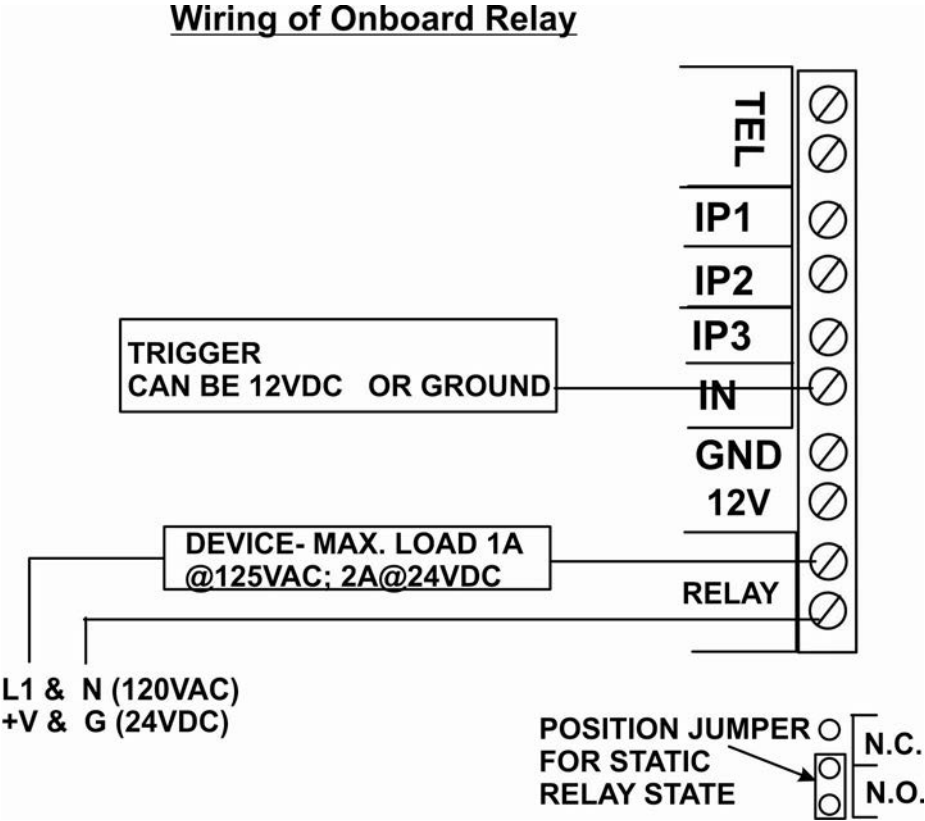 Wiring of Onboard Relay
TEL
IP1
IP2
IP3
TRIGGER
CAN BE 12VDC OR GROUND
IN
GND
12V
DEVICE- MAX. LOAD 1A
@125VAC; 2A@24VDC
RELAY
L1 & N (120VAC)
+V & G (24VDC)
POSITION JUMPER
FOR STATIC
RELAY STATE
N.C.
N.O.